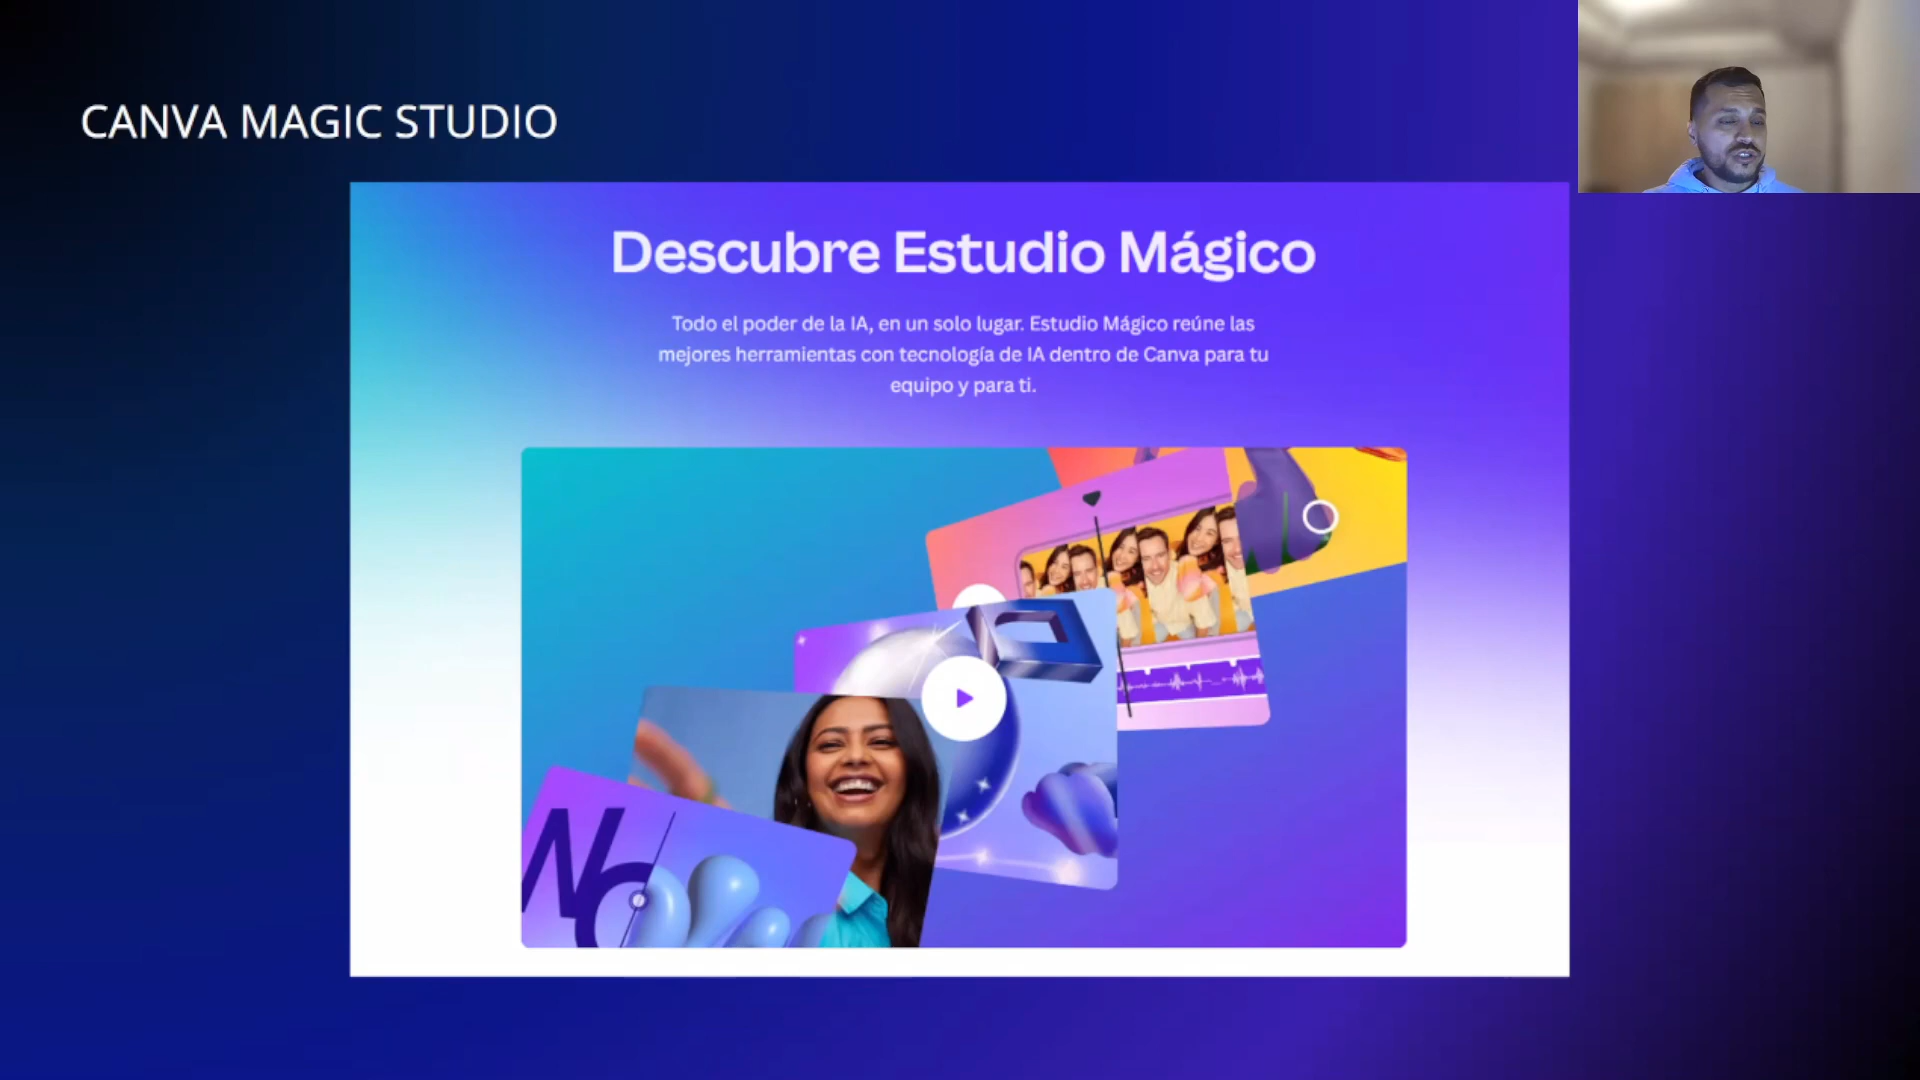 CANVA MAGIC STUDIO
Descubre Estudio Mágico
Todo el poder de la IA, en un solo lugar. Estudio Mágico reúne las
mejores herramientas con tecnología de IA dentro de Canva para tu
equipo y para ti.
NO